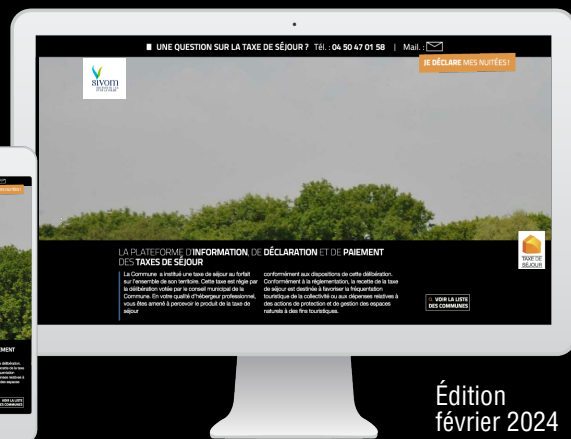 UNE QUESTION SUR LA TAXE DE SÉJOUR ? Tél. : 04 50 47 01 58 | Mail. :
JE DÉCLARE MES NUITÉES !
sivom
LA PLATEFORME D'INFORMATION, DE DÉCLARATION ET DE PAIEMENT
DES TAXES DE SÉJOUR
La Commune a institué une taxe de séjour au forfait
sur l'ensemble de son territoire. Cette taxe est régie par
la délibération votée par le conseil municipal de la
Commune. En votre qualité d'hébergeur professionnel,
vous êtes amené à percevoir le produit de la taxe de
séjour
conformément aux dispositions de cette délibération.
Conformément à la réglementation, la recette de la taxe
de séjour est destinée à favoriser la fréquentation
touristique de la collectivité ou aux dépenses relatives à
des actions de protection et de gestion des espaces
naturels à des fins touristiques.
TAXE DE
SÉJOUR
VOIR LA LISTE
DES COMMUNES
EMENT
VOIR LA LISTE
DES COMMUNES
Édition
février 2024